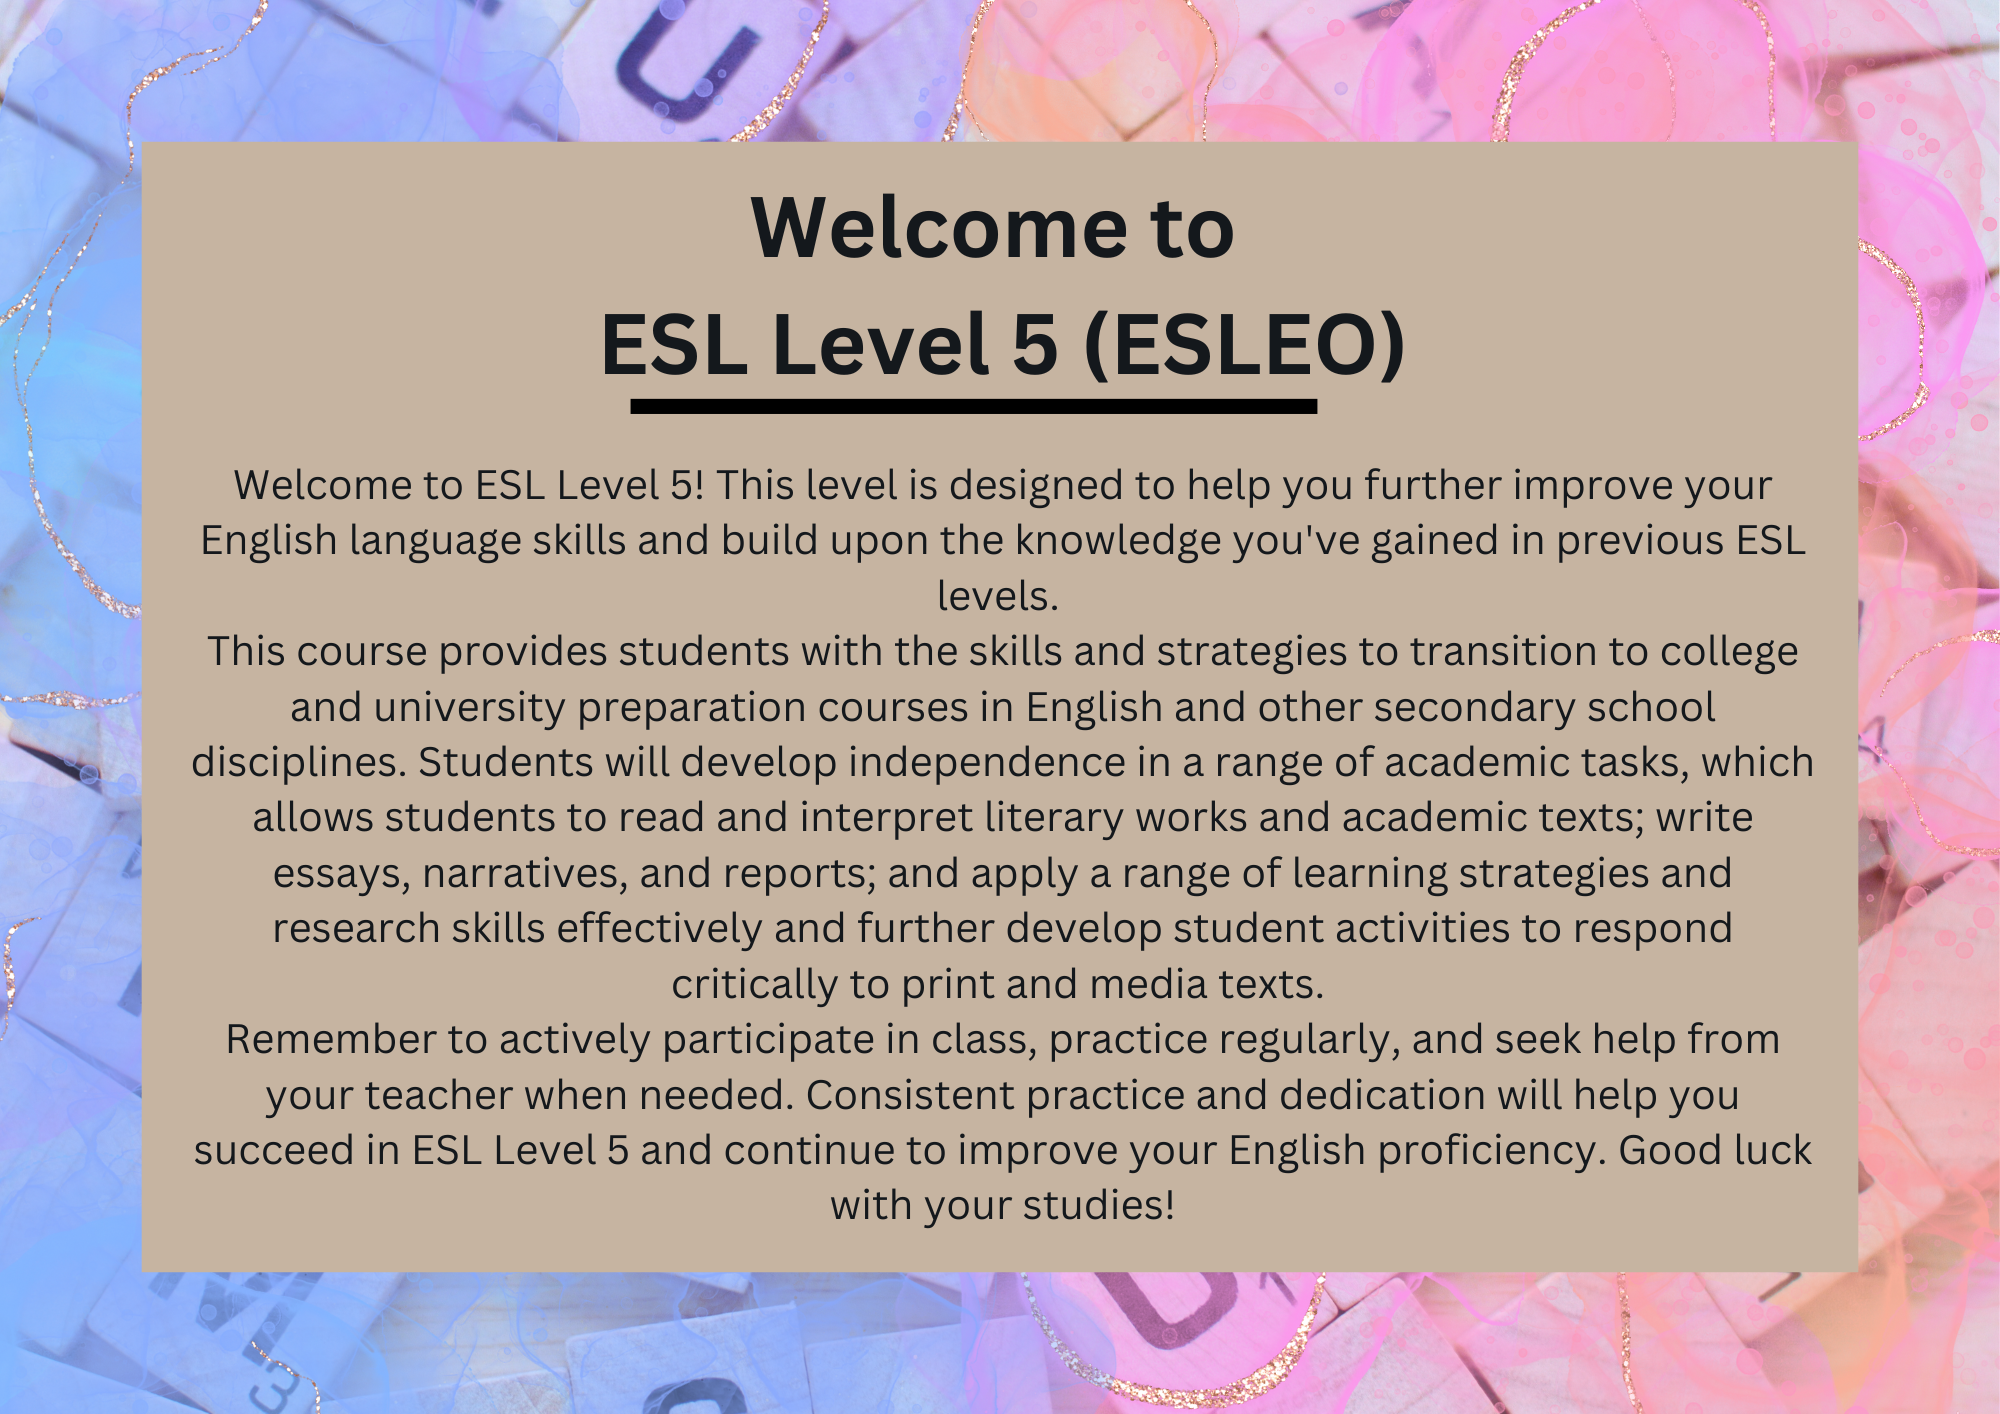 Welcome to
ESL Level 5 (ESLEO)
Welcome to ESL Level 5! This level is designed to help you further improve your
English language skills and build upon the knowledge you've gained in previous ESL
levels.
This course provides students with the skills and strategies to transition to college
and university preparation courses in English and other secondary school
disciplines. Students will develop independence in a range of academic tasks, which
allows students to read and interpret literary works and academic texts; write
essays, narratives, and reports; and apply a range of learning strategies and
research skills effectively and further develop student activities to respond
critically to print and media texts.
Remember to actively participate in class, practice regularly, and seek help from
your teacher when needed. Consistent practice and dedication will help you
succeed in ESL Level 5 and continue to improve your English proficiency. Good luck
with your studies!